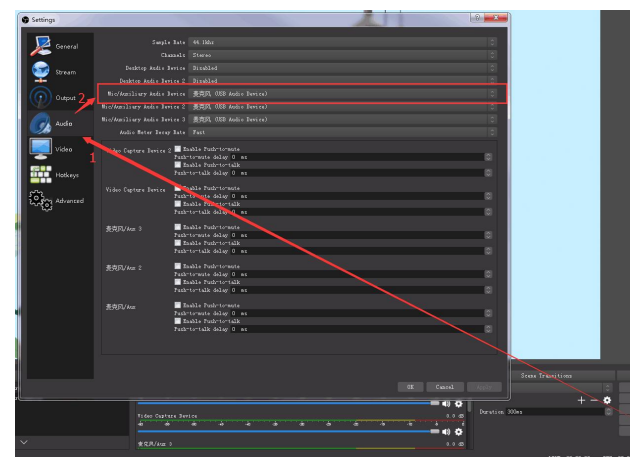 Settings
General
Stream
Output
2
Audio
1
Video
Hotkeys
Advanced
Sample Rate 44.1khz
Channels Stereo
Desktop Audio Device Disabled
Desktop Audio Device 2 Disabled
Mic/Auxiliary Audio Device 麦克风 (USB Audio Device)
Mic/Auxiliary Audio Device 2 麦克风 (USB Audio Device)
Mic/Auxiliary Audio Device 3 麦克风 (USB Audio Device)
Audio Meter Decay Rate Fast
Video Capture Device 2 Enable Push-to-mute
Push-to-mute delay 0 ms
Enable Push-to-talk
Push-to-talk delay 0 ms
Video Capture Device Enable Push-to-mute
Push-to-mute delay 0 ms
Enable Push-to-talk
Push-to-talk delay 0 ms
麦克风/Aux 3 Enable Push-to-mute
Push-to-mute delay 0 ms
Enable Push-to-talk
Push-to-talk delay 0 ms
麦克风/Aux 2 Enable Push-to-mute
Push-to-mute delay 0 ms
Enable Push-to-talk
Push-to-talk delay 0 ms
麦克风/Aux Enable Push-to-mute
Push-to-mute delay 0 ms
Enable Push-to-talk
Push-to-talk delay 0 ms
OK Cancel Apply
Scene Transitions
Duration 300ms
Video Capture Device 0.0 dB
麦克风/Aux 3 0.0 dB